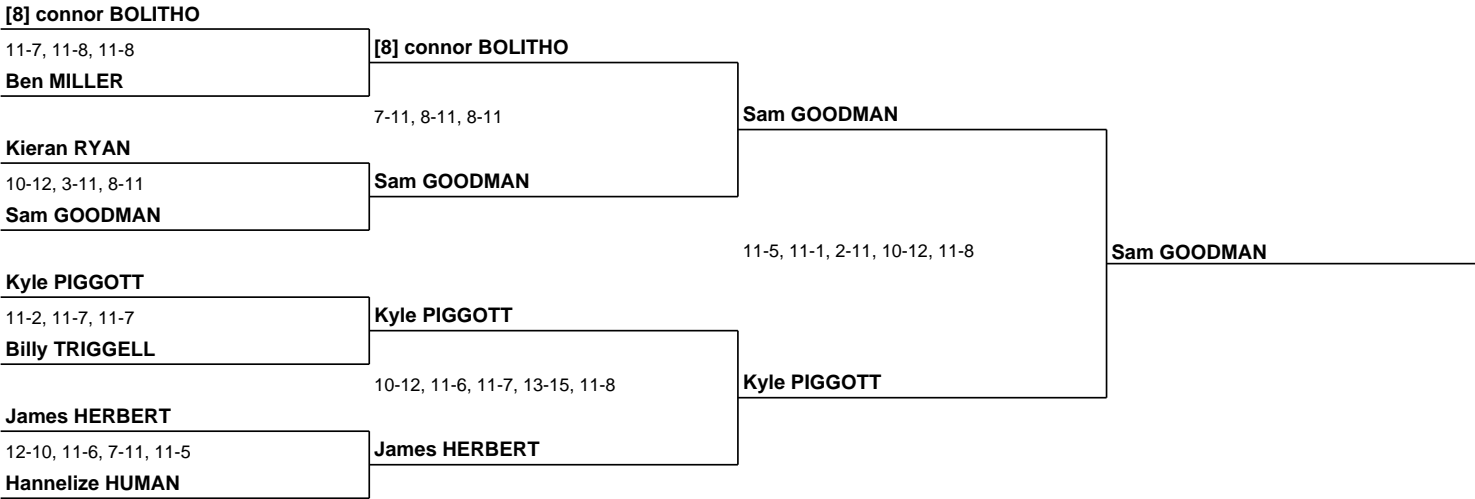 [8] connor BOLITHO
11-7, 11-8, 11-8
[8] connor BOLITHO
Ben MILLER
7-11, 8-11, 8-11
Sam GOODMAN
Kieran RYAN
10-12, 3-11, 8-11
Sam GOODMAN
Sam GOODMAN
11-5, 11-1, 2-11, 10-12, 11-8
Sam GOODMAN
Kyle PIGGOTT
11-2, 11-7, 11-7
Kyle PIGGOTT
Billy TRIGGELL
10-12, 11-6, 11-7, 13-15, 11-8
Kyle PIGGOTT
James HERBERT
12-10, 11-6, 7-11, 11-5
James HERBERT
Hannelize HUMAN